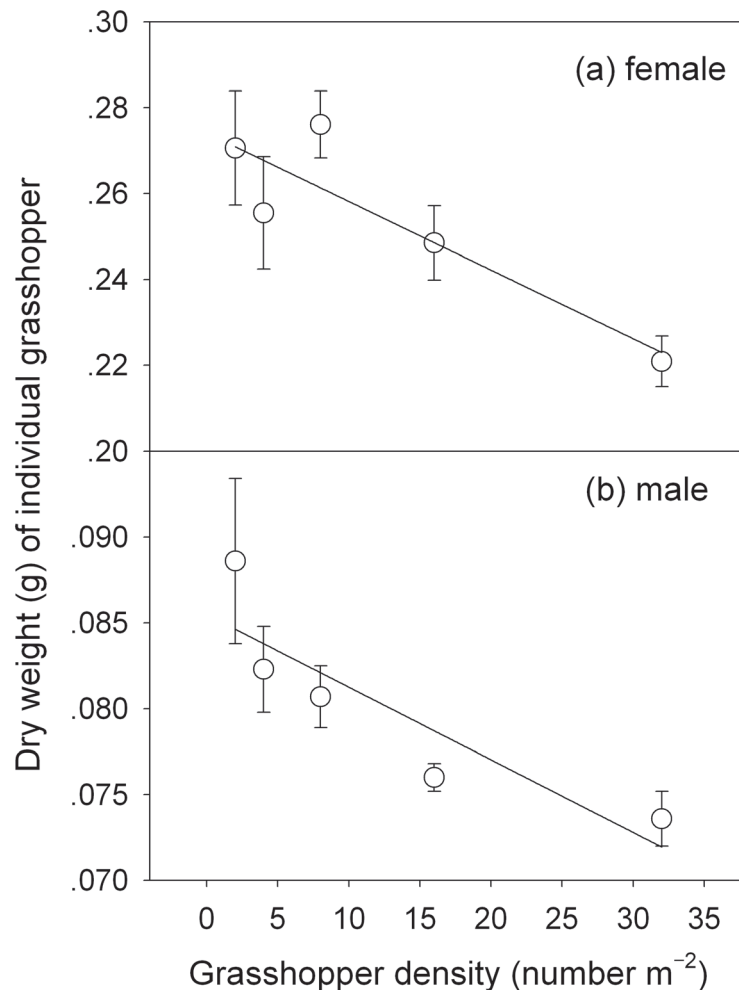 Dry weight (g) of individual grasshopper
.30
(a) female
.28
.26
.24
.22
.20
(b) male
.090
.085
.080
.075
.070
0 5 10 15 20 25 30 35
Grasshopper density (number m⁻²)